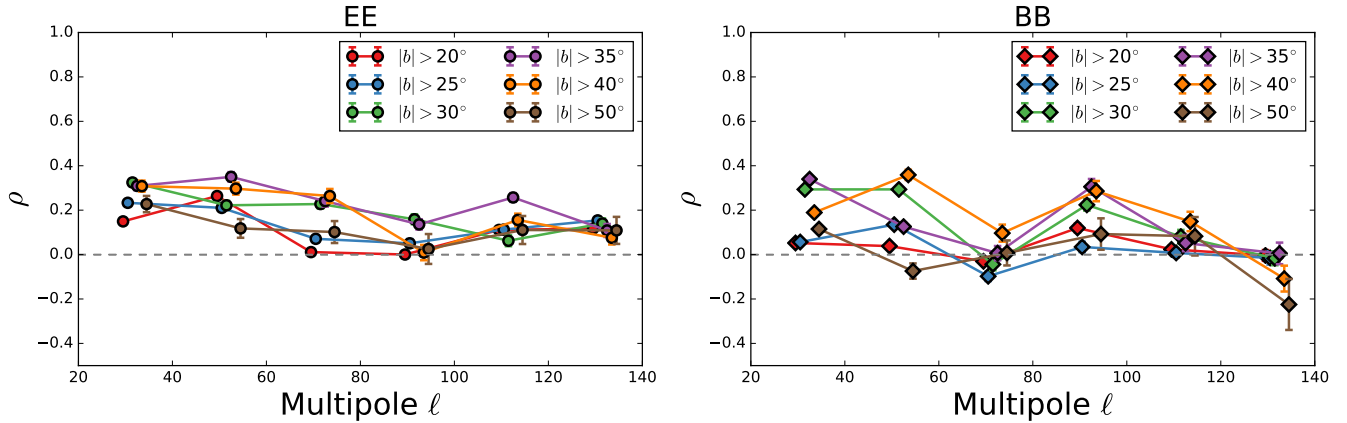 EE
1.0
0.8
0.6
0.4
0.2
0.0
−0.2
−0.4
ρ
20 40 60 80 100 120 140
Multipole ℓ
|b| > 20° |b| > 35°
|b| > 25° |b| > 40°
|b| > 30° |b| > 50°
BB
1.0
0.8
0.6
0.4
0.2
0.0
−0.2
−0.4
ρ
20 40 60 80 100 120 140
Multipole ℓ
|b| > 20° |b| > 35°
|b| > 25° |b| > 40°
|b| > 30° |b| > 50°